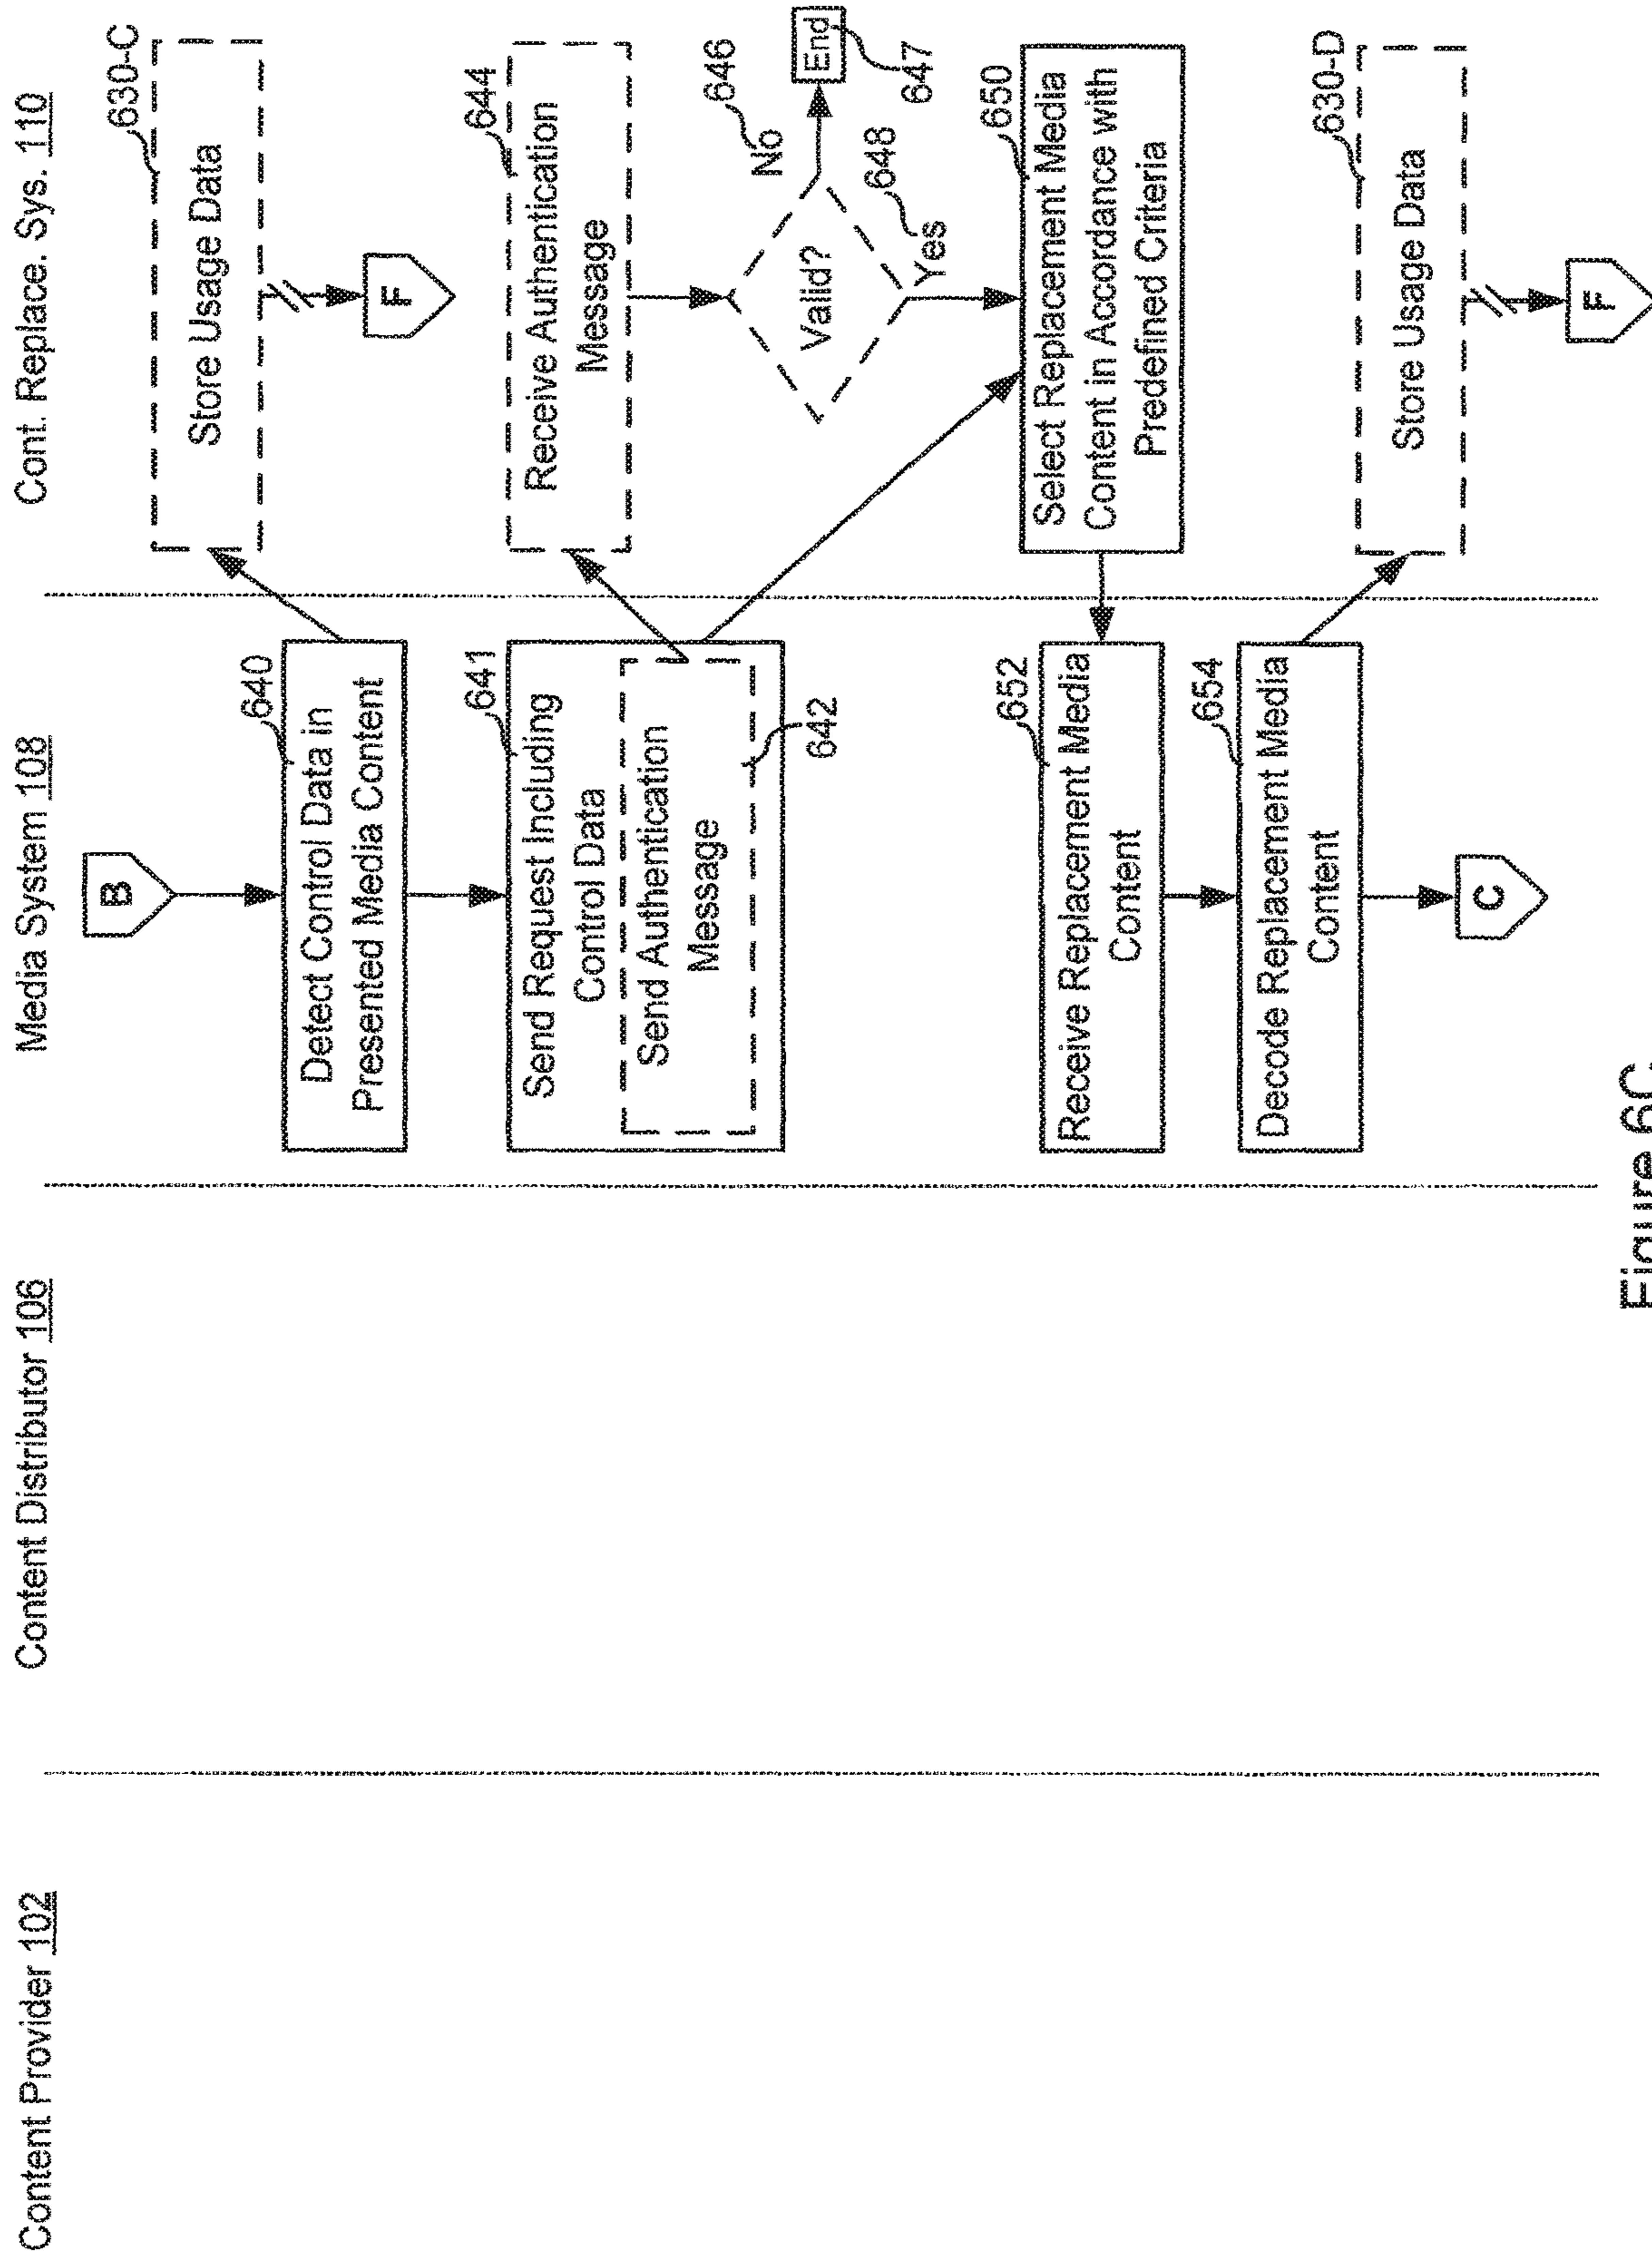 Content Provider 102
Content Distributor 106
Media System 108
Cont. Replace. Sys. 110
B
640
Detect Control Data in
Presented Media Content
630-C
Store Usage Data
F
641
Send Request Including
Control Data
Send Authentication
Message
642
644
Receive Authentication
Message
Valid?
No
646
End
647
Yes
648
650
Select Replacement Media
Content in Accordance with
Predefined Criteria
652
Receive Replacement Media
Content
654
Decode Replacement Media
Content
C
630-D
Store Usage Data
F
Figure 6C